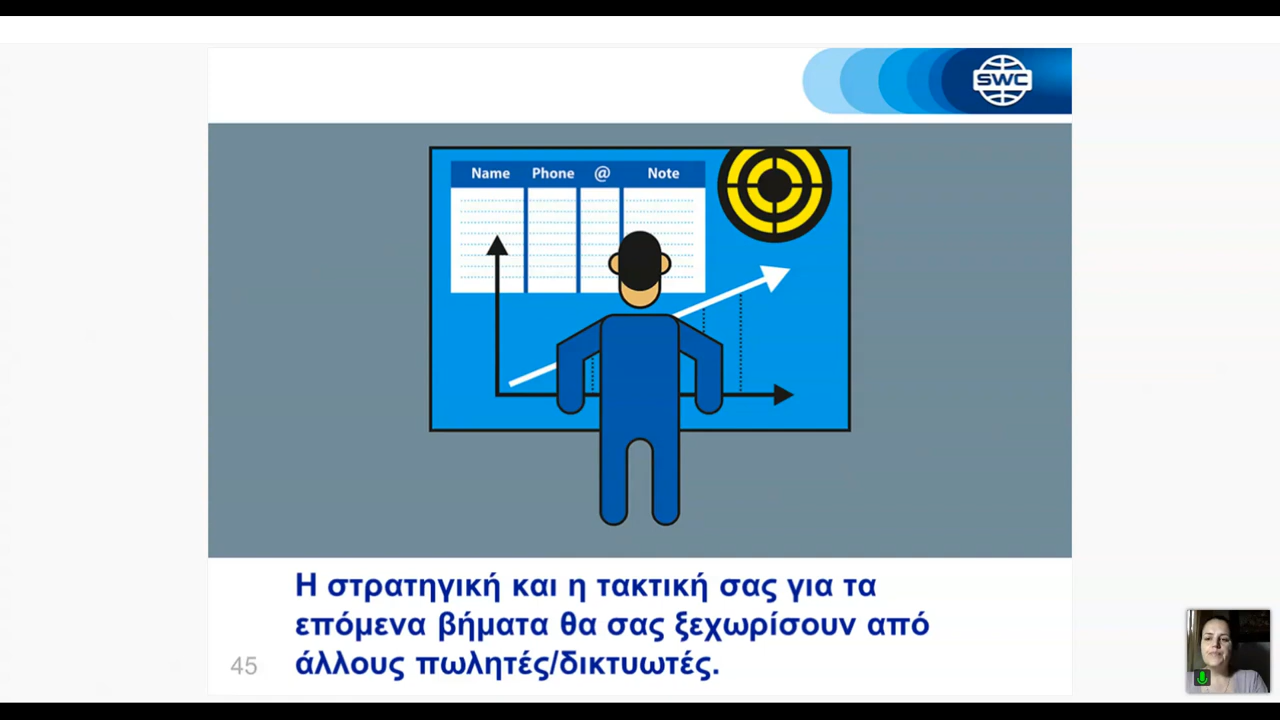 SWC
Name Phone @ Note
Η στρατηγική και η τακτική σας για τα
επόμενα βήματα θα σας ξεχωρίσουν από
άλλους πωλητές/δικτυωτές.
45